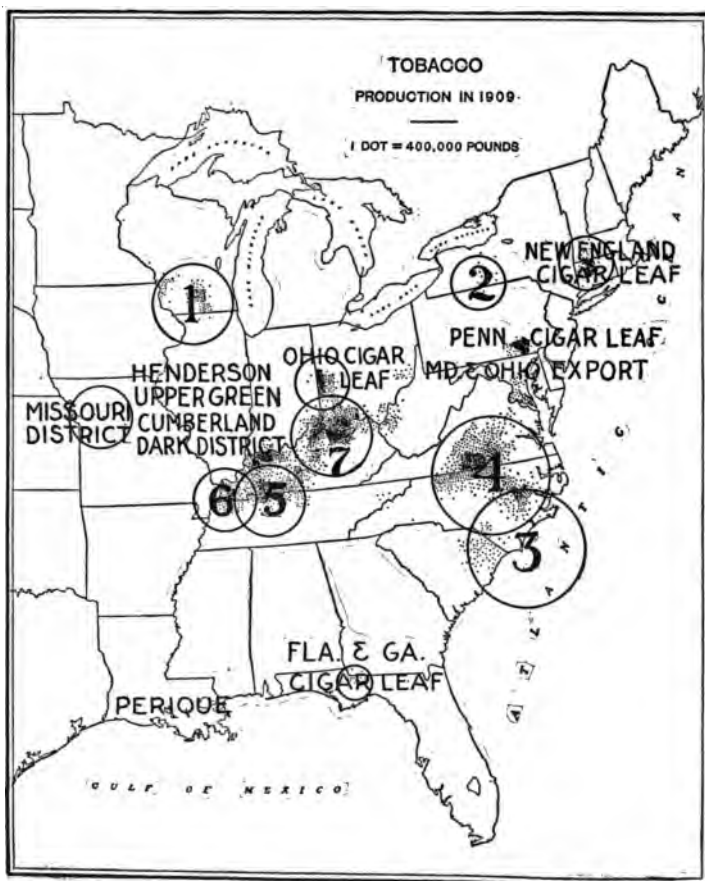 TOBACCO
PRODUCTION IN 1909.
1 DOT = 400,000 POUNDS
NEW ENGLAND
CIGAR LEAF
1
2
PENN. CIGAR LEAF
MD & OHIO EXPORT
OHIO CIGAR
LEAF
HENDERSON
UPPER GREEN
CUMBERLAND
DARK DISTRICT
MISSOURI
DISTRICT
7
4
6
5
3
FLA. & GA.
CIGAR LEAF
PERIQUE
GULF OF MEXICO
ATLANTIC OCEAN